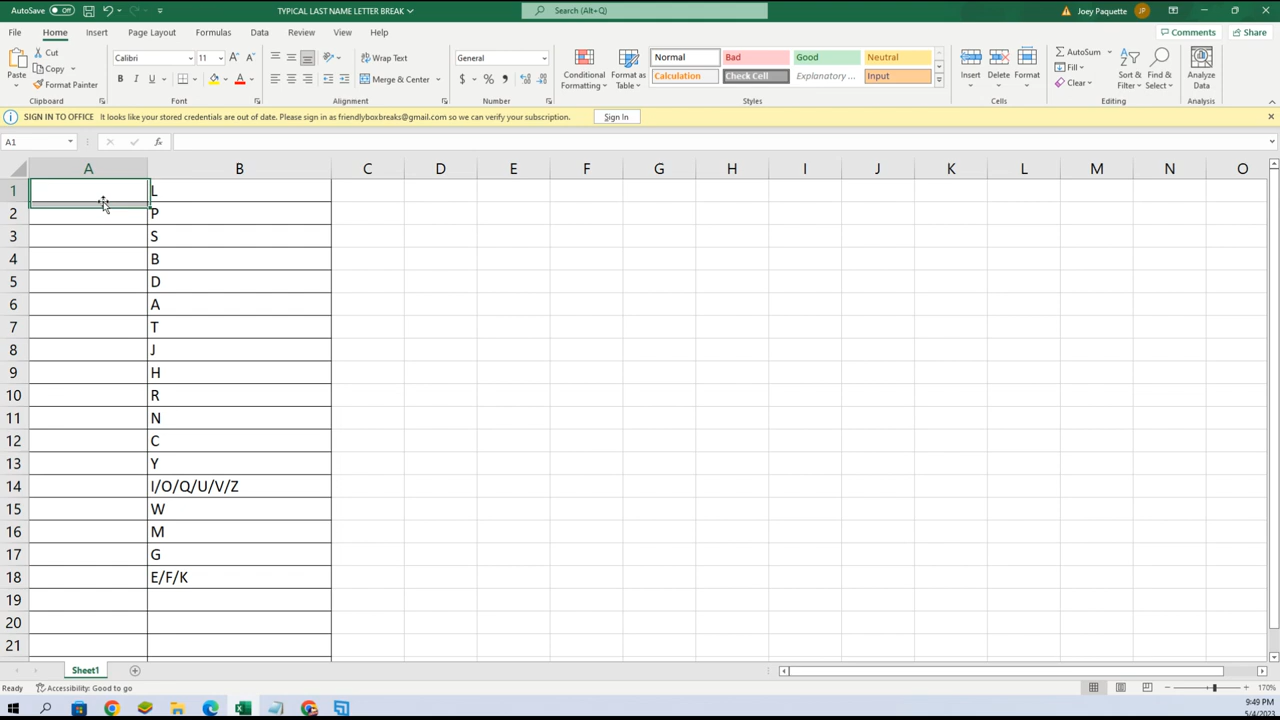 AutoSave Off TYPICAL LAST NAME LETTER BREAK Search (Alt+Q) Joey Paquette JP
File Home Insert Page Layout Formulas Data Review View Help Comments Share
Paste Cut Copy Format Painter Clipboard
Calibri 11 A A B I U A Font
Wrap Text Merge & Center Alignment
General $ % , Number
Conditional Formatting Format as Table
Normal Bad Good Neutral
Calculation Check Cell Explanatory ... Input
Styles
Insert Delete Format Cells
AutoSum Fill Clear Sort & Filter Find & Select Editing
Analyze Data Analysis
SIGN IN TO OFFICE It looks like your stored credentials are out of date. Please sign in as friendlyboxbreaks@gmail.com so we can verify your subscription. Sign In
A1 fx
A B C D E F G H I J K L M N O
1 L
2 P
3 S
4 B
5 D
6 A
7 T
8 J
9 H
10 R
11 N
12 C
13 Y
14 I/O/Q/U/V/Z
15 W
16 M
17 G
18 E/F/K
19
20
21
Sheet1
Ready Accessibility: Good to go 170%
9:49 PM
5/4/2023